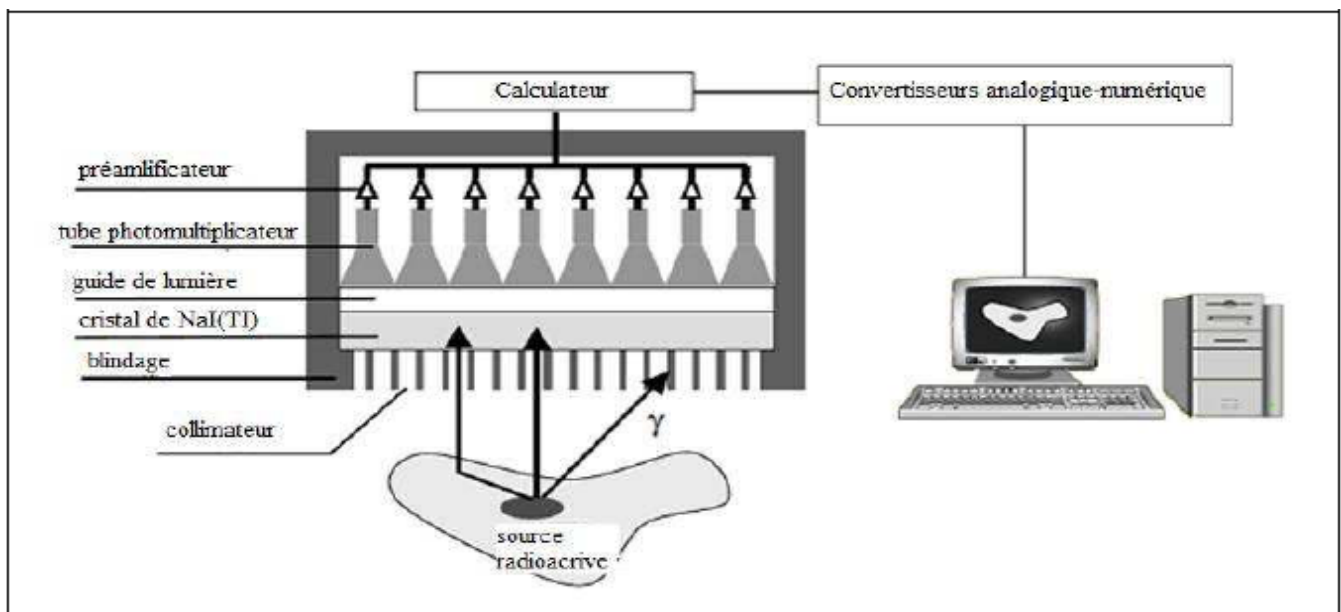 Calculateur
Convertisseurs analogique-numérique
préamlificateur
tube photomultiplicateur
guide de lumière
cristal de NaI(TI)
blindage
collimateur
γ
source
radioacrive